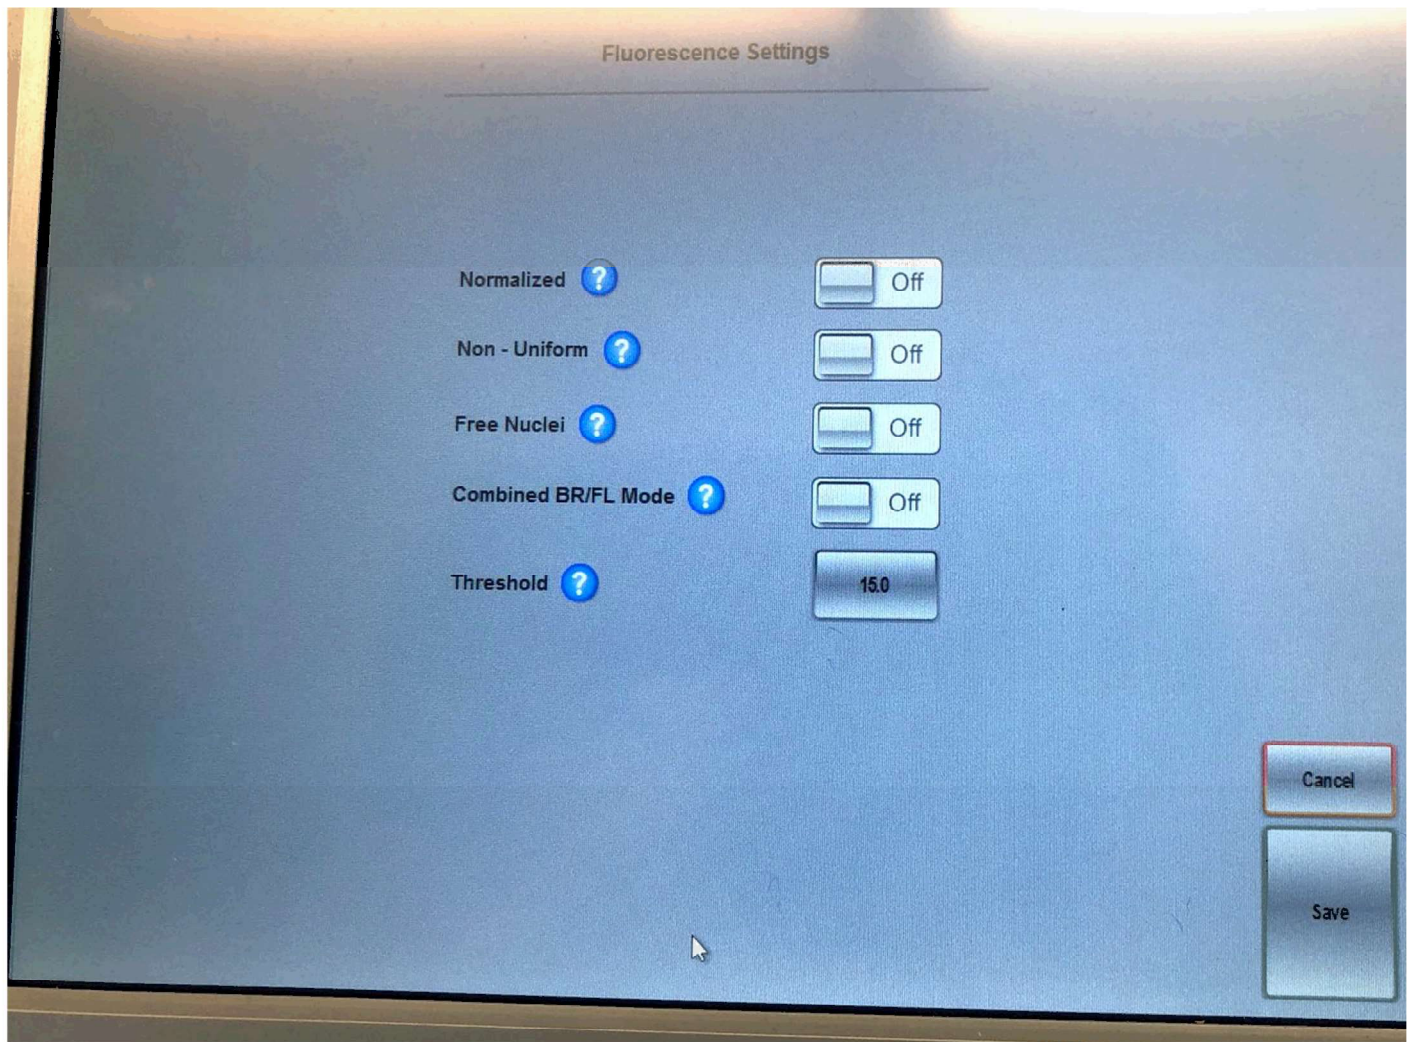 Fluorescence Settings
Normalized ? Off
Non - Uniform ? Off
Free Nuclei ? Off
Combined BR/FL Mode ? Off
Threshold ? 15.0
Cancel
Save